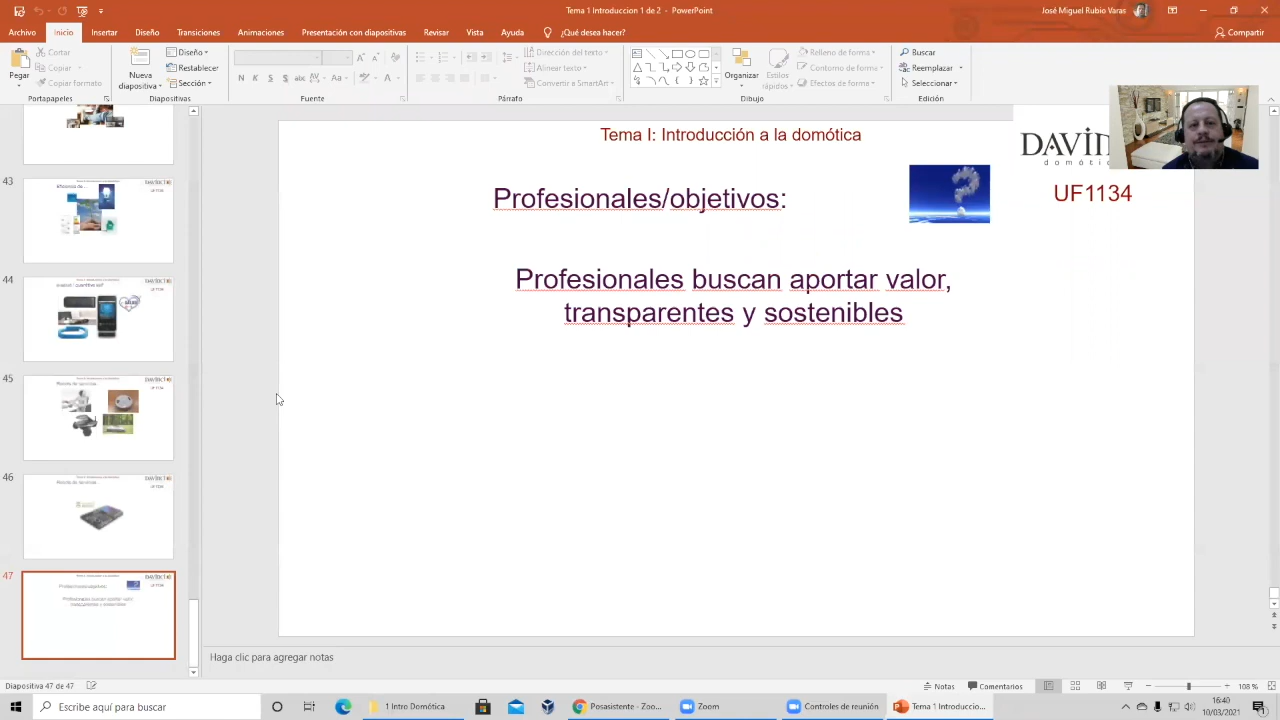 Tema 1 Introducción 1 de 2 - PowerPoint
José Miguel Rubio Varas
Archivo Inicio Insertar Diseño Transiciones Animaciones Presentación con diapositivas Revisar Vista Ayuda ¿Qué desea hacer?
Compartir
Pegar
Cortar
Copiar
Copiar formato
Portapapeles
Nueva diapositiva
Diseño
Restablecer
Sección
Diapositivas
N K S S abc AV Aa A
Fuente
Dirección del texto
Alinear texto
Convertir a SmartArt
Párrafo
Organizar
Estilos rápidos
Relleno de forma
Contorno de forma
Efectos de forma
Dibujo
Buscar
Seleccionar
Edición
43
44
45
46
47
Tema I: Introducción a la domótica
UF1134
Profesionales/objetivos:
Profesionales buscan aportar valor,
transparentes y sostenibles
Haga clic para agregar notas
Diapositiva 47 de 47
Notas
Comentarios
108 %
Escribe aquí para buscar
1 Intro Domótica
Posasistente - Zoo...
Zoom
Controles de reunión
Tema 1 Introducció...
16:40
10/03/2021